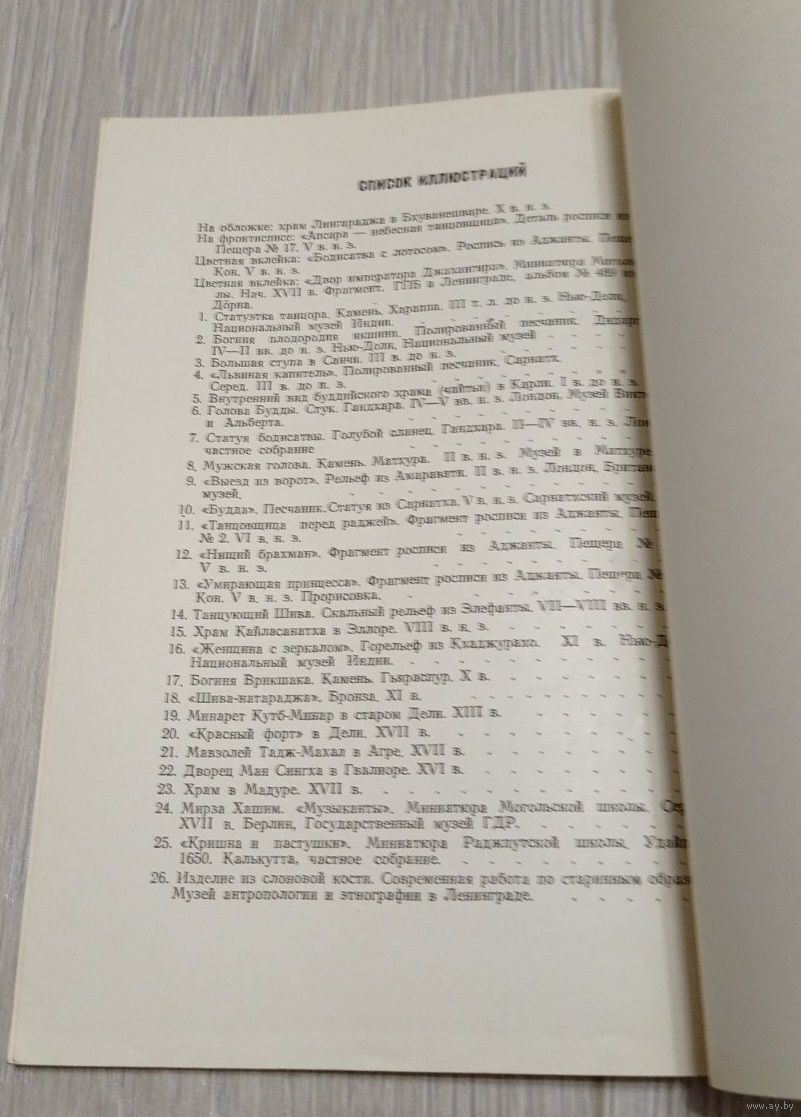 СПИСОК ИЛЛЮСТРАЦИЙ
На обложке: храм Лингараджа в Бхуванешваре. X в. н. э.
На фронтисписе: «Апсара — небесная танцовщица». Деталь росписи из
Пещера № 17. V в. н. э.
Цветная вклейка: «Бодисатва с лотосом». Роспись из Аджанты.
Кон. V в. н. э.
Цветная вклейка: «Двор императора Джахангира». Миниатюра
лы. Нач. XVII в. Фрагмент. ГПБ в Ленинграде, альбом № 489
Дорна.
1. Статуэтка танцора. Камень. Хараппа. III т. л. до н. э. Нью-Дели,
Национальный музей Индии.
2. Богиня плодородия якшини. Полированный песчаник.
IV—II вв. до н. э. Нью-Дели, Национальный музей
3. Большая ступа в Санчи. III в. до н. э.
4. «Львиная капитель». Полированный песчаник. Сарнатх.
Серед. III в. до н. э.
5. Внутренний вид буддийского храма (чайтьи) в Карли. I в. до н. э.
6. Голова Будды. Стук. Гандхара. IV—V вв. н. э. Лондон, Музей
и Альберта.
7. Статуя бодисатвы. Голубой сланец. Гандхара. II—IV вв. н. э.
частное собрание
8. Мужская голова. Камень. Матхура. II в. н. э. Музей в Матхуре
9. «Выезд из ворот». Рельеф из Амаравати. II в. н. э. Лондон, Британ
музей.
10. «Будда». Песчаник. Статуя из Сарнатха. V в. н. э. Сарнатхский музей
11. «Танцовщица перед раджей». Фрагмент росписи из Аджанты. Пещ
№ 2. VI в. н. э.
12. «Нищий брахман». Фрагмент росписи из Аджанты. Пещера №
V в. н. э.
13. «Умирающая принцесса». Фрагмент росписи из Аджанты. Пещера №
Кон. V в. н. э. Прорисовка.
14. Танцующий Шива. Скальный рельеф из Элефанты. VII—VIII вв. н. э.
15. Храм Кайласанатха в Эллоре. VIII в. н. э.
16. «Женщина с зеркалом». Горельеф из Кхаджурахо. XI в. Нью-Д
Национальный музей Индии.
17. Богиня Врикшака. Камень. Гьяраспур. X в.
18. «Шива-натараджа». Бронза. XI в.
19. Минарет Кутб-Минар в старом Дели. XIII в.
20. «Красный форт» в Дели. XVII в.
21. Мавзолей Тадж-Махал в Агре. XVII в.
22. Дворец Ман Сингха в Гвалиоре. XVI в.
23. Храм в Мадуре. XVII в.
24. Мирза Хашим. «Музыканты». Миниатюра Могольской школы. Се
XVII в. Берлин, Государственный музей ГДР.
25. «Кришна и пастушки». Миниатюра Раджпутской школы. Удай
1650. Калькутта, частное собрание.
26. Изделие из слоновой кости. Современная работа по старинным образ
Музей антропологии и этнографии в Ленинграде.
www.ay.by